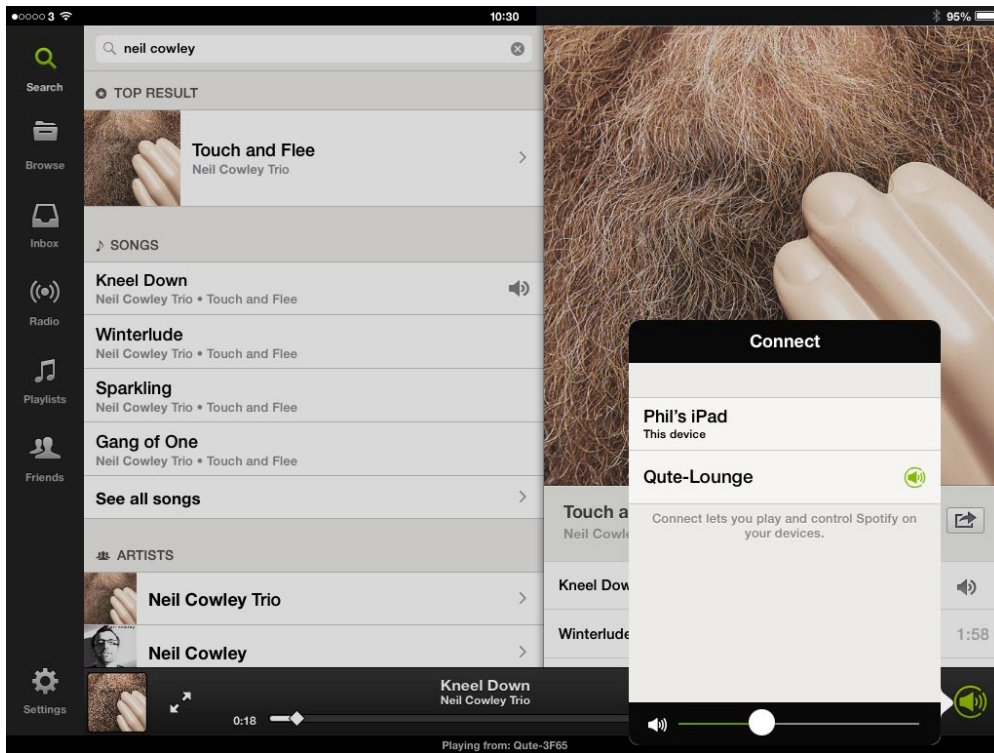 3
10:30
95%
Search
Browse
Inbox
Radio
Playlists
Friends
Settings
neil cowley
TOP RESULT
Touch and Flee
Neil Cowley Trio
SONGS
Kneel Down
Neil Cowley Trio • Touch and Flee
Winterlude
Neil Cowley Trio • Touch and Flee
Sparkling
Neil Cowley Trio • Touch and Flee
Gang of One
Neil Cowley Trio • Touch and Flee
See all songs
ARTISTS
Neil Cowley Trio
Neil Cowley
Touch a
Neil Cowl
Kneel Dow
Winterlude
1:58
Connect
Phil's iPad
This device
Qute-Lounge
Connect lets you play and control Spotify on
your devices.
Kneel Down
Neil Cowley Trio
0:18
Playing from: Qute-3F65